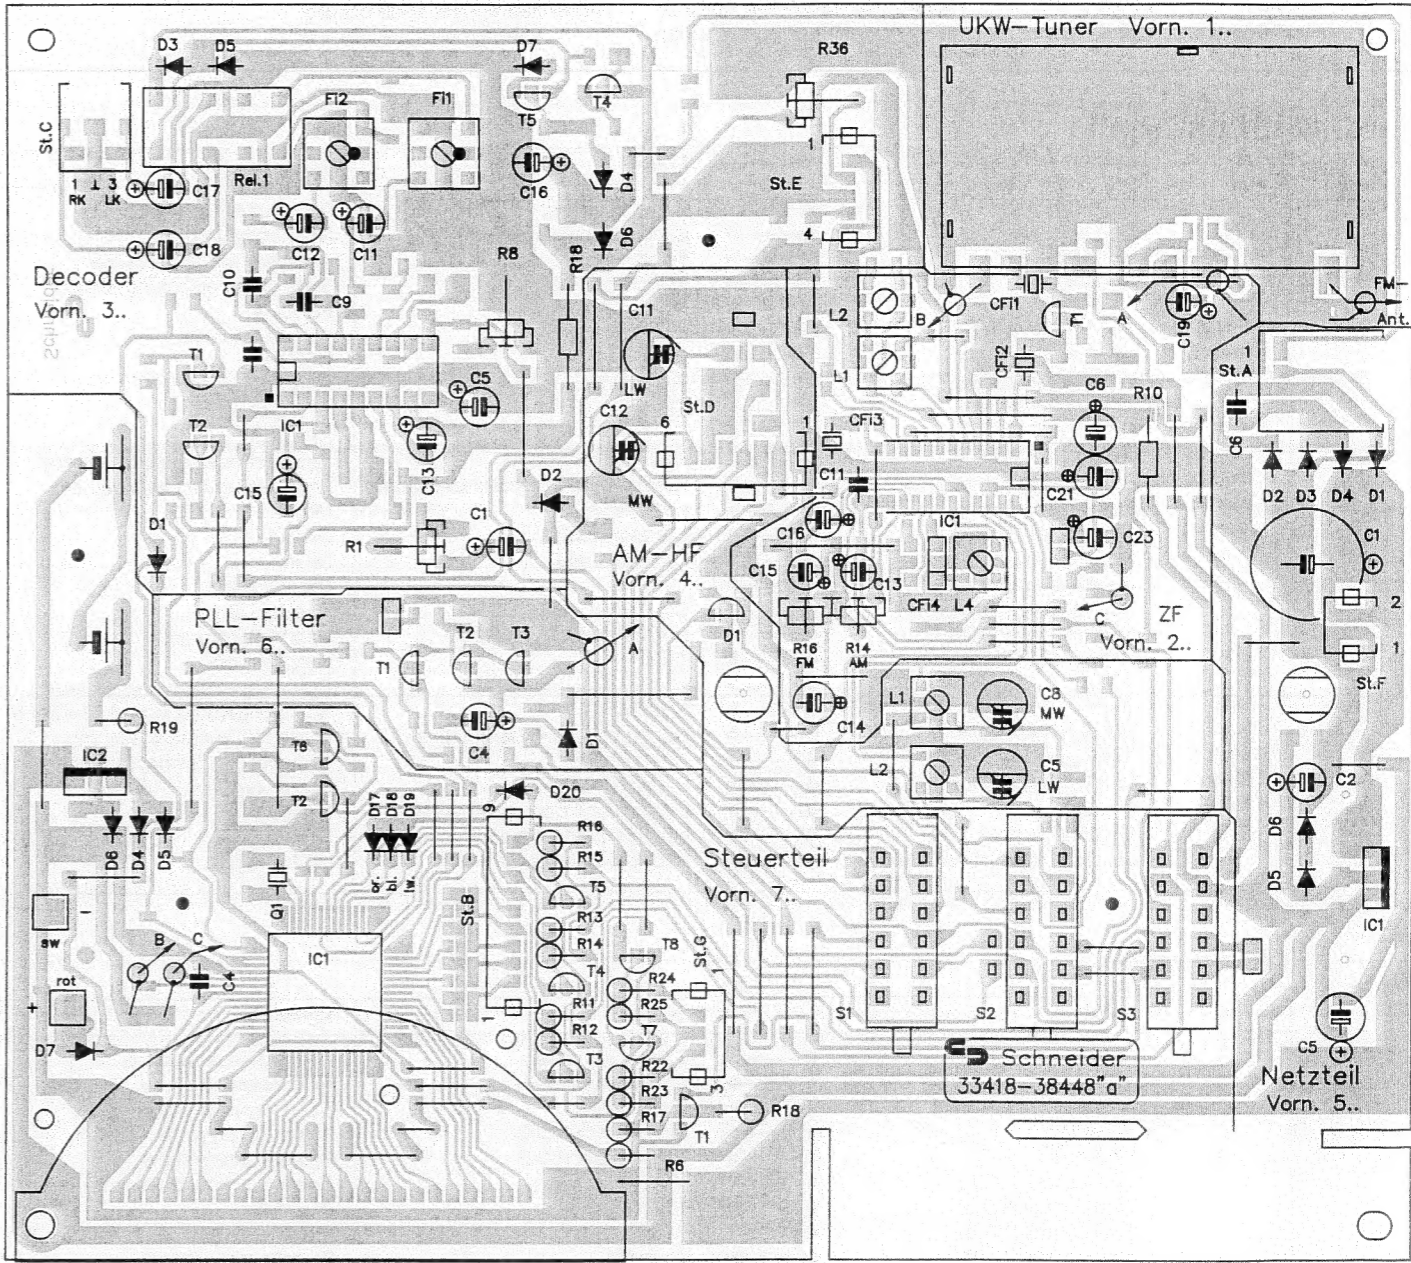 UKW-Tuner Vorn. 1..
D3
D5
D7
R36
T4
T5
Fi2
Fi1
St.C
1 ⊥ 3
RK LK
Rel.1
C17
C18
C16
D4
D6
C12
C11
C10
C9
R8
R18
St.E
1
4
Decoder
Vorn. 3..
Schneider
T1
T2
IC1
C5
C13
C15
C11
LW
C12
MW
St.D
6
1
L2
L1
B
CFi1
CFi2
T1
A
C19
FM-
Ant.
1
St.A
C6
R10
C6
CFi3
C11
IC1
C21
C23
D2 D3 D4 D1
C1
D1
R1
C1
D2
AM-HF
Vorn. 4..
C16
C15
C13
CFi4
L4
C
ZF
Vorn. 2..
R16
FM
R14
AM
D1
C14
2
1
St.F
PLL-Filter
Vorn. 6..
T1
T2
T3
A
C4
D1
R19
IC2
T6
T2
L1
C8
MW
L2
C5
LW
C2
D6
D5
IC1
D6
D4
D5
D17
D18
D19
or.
bl.
lw.
D20
9
St.B
1
R16
R15
T5
R13
R14
T4
R11
R12
T3
Q1
IC1
-
sw
B
C
C4
rot
+
D7
T8
R24
R25
T7
R22
R23
R17
R6
St.G
1
3
T1
R18
Steuerteil
Vorn. 7..
S1
S2
S3
Schneider
33418-38448"a"
C5
Netzteil
Vorn. 5..